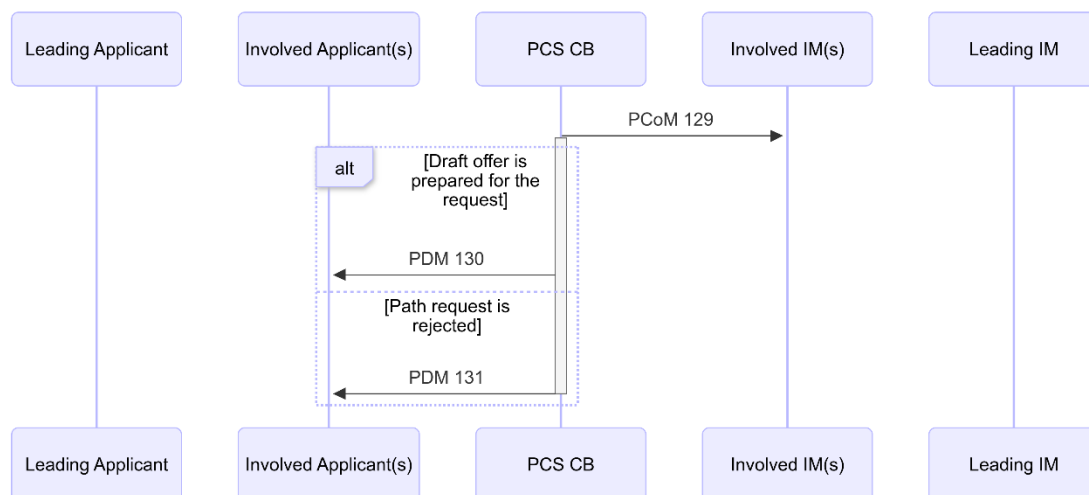 Leading Applicant
Involved Applicant(s)
PCS CB
Involved IM(s)
Leading IM
PCoM 129
alt
[Draft offer is
prepared for the
request]
PDM 130
[Path request is
rejected]
PDM 131
Leading Applicant
Involved Applicant(s)
PCS CB
Involved IM(s)
Leading IM